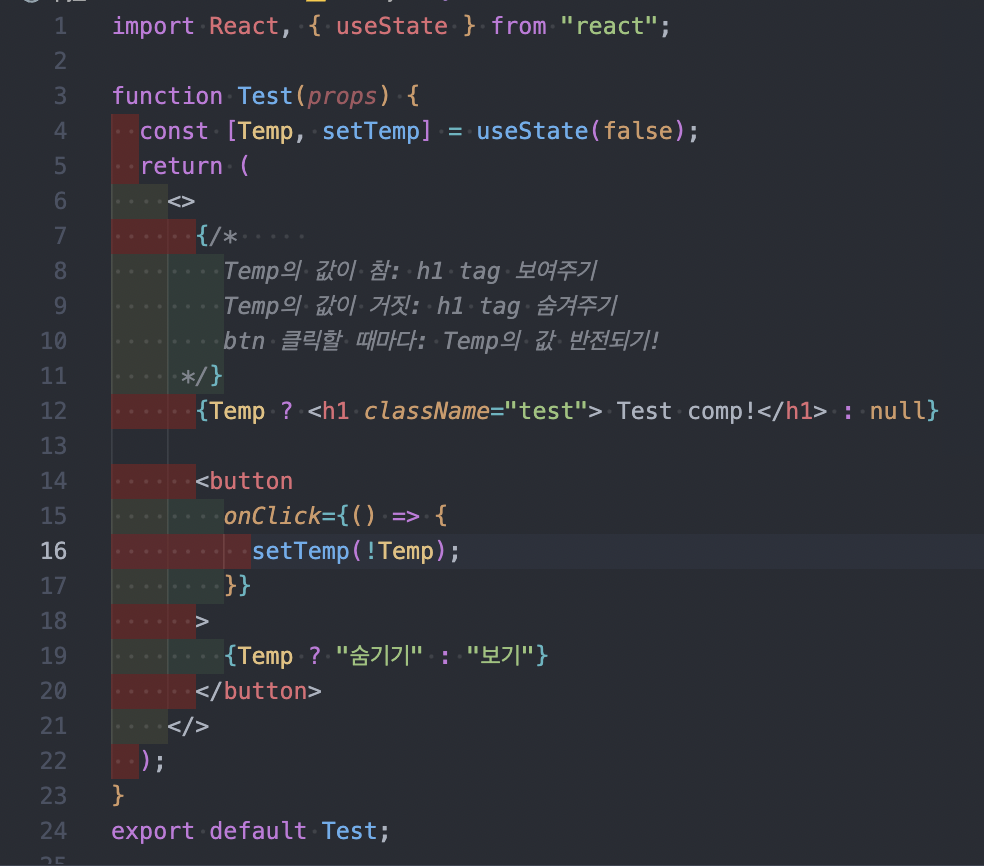 1 import React, { useState } from "react";
2
3 function Test(props) {
4   const [Temp, setTemp] = useState(false);
5   return (
6     <>
7       {/*
8         Temp의 값이 참: h1 tag 보여주기
9         Temp의 값이 거짓: h1 tag 숨겨주기
10         btn 클릭할 때마다: Temp의 값 반전되기!
11      */}
12       {Temp ? <h1 className="test"> Test comp!</h1> : null}
13
14       <button
15         onClick={() => {
16           setTemp(!Temp);
17         }}
18       >
19         {Temp ? "숨기기" : "보기"}
20       </button>
21     </>
22   );
23 }
24 export default Test;